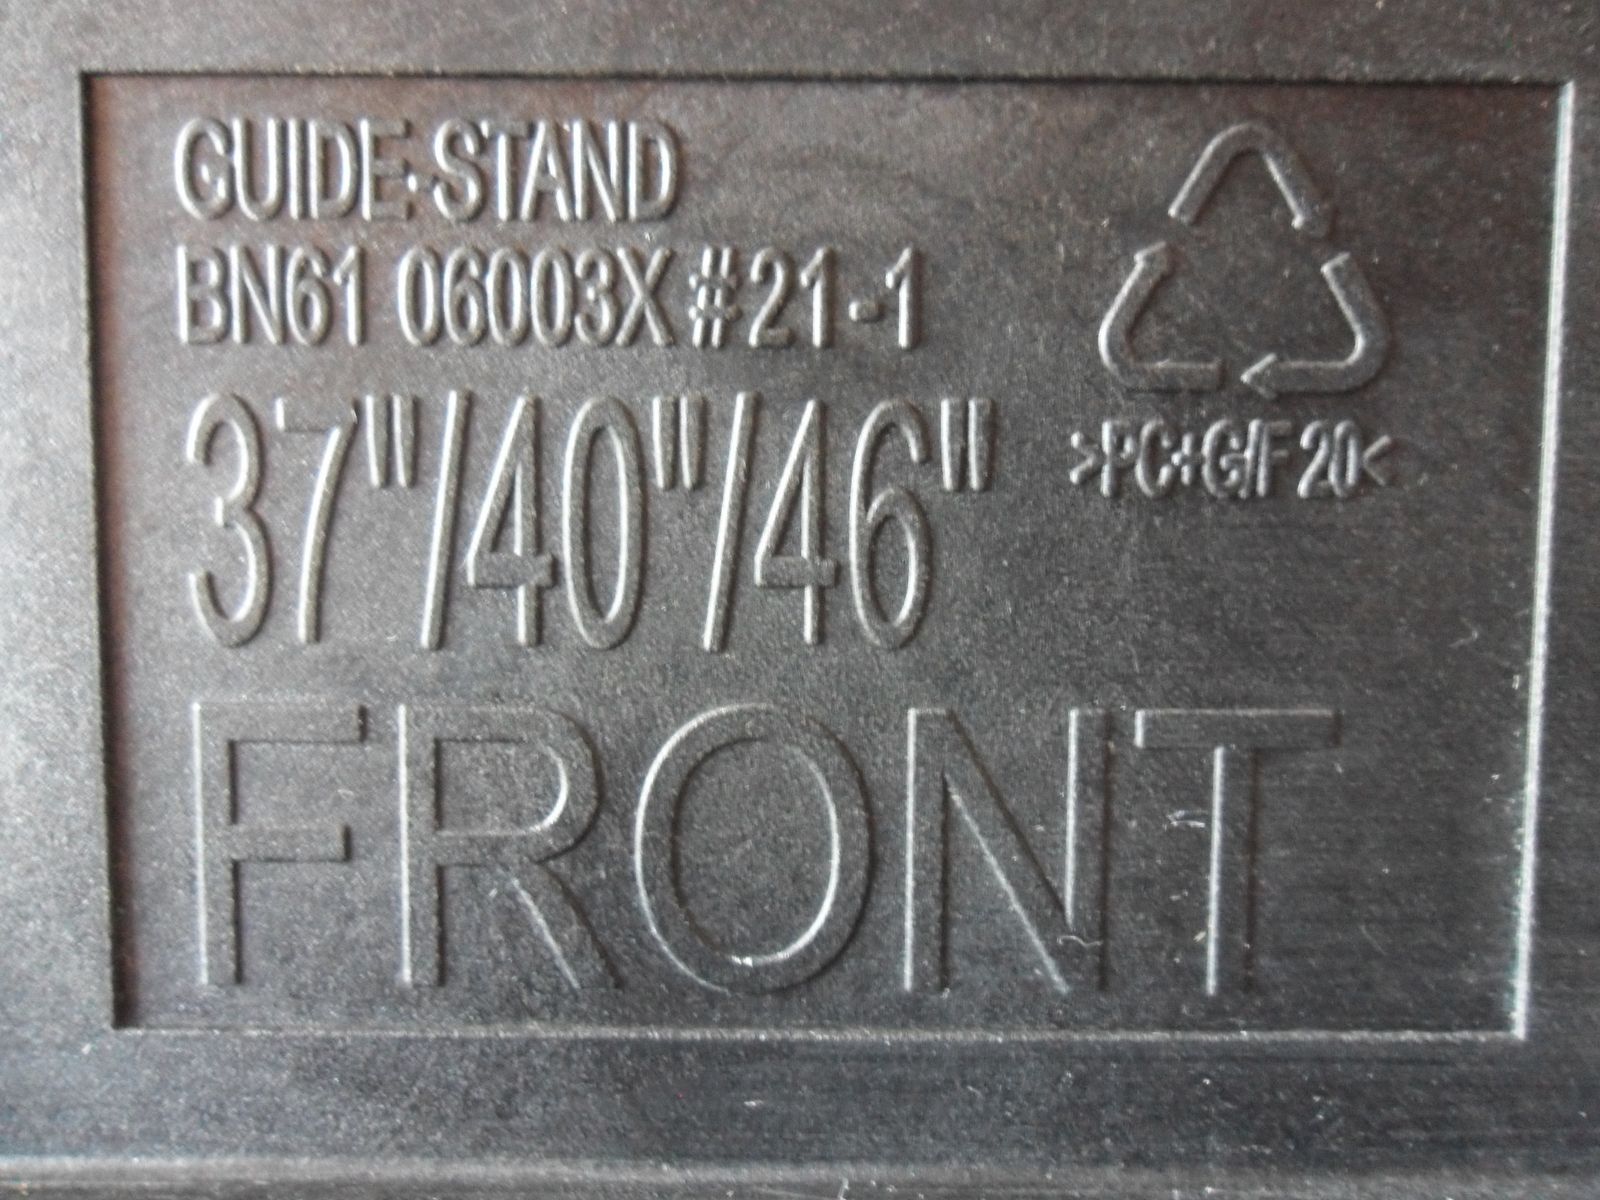 GUIDE-STAND
BN61 06003X #21-1
37"/40"/46"
>PC+G/F 20<
FRONT